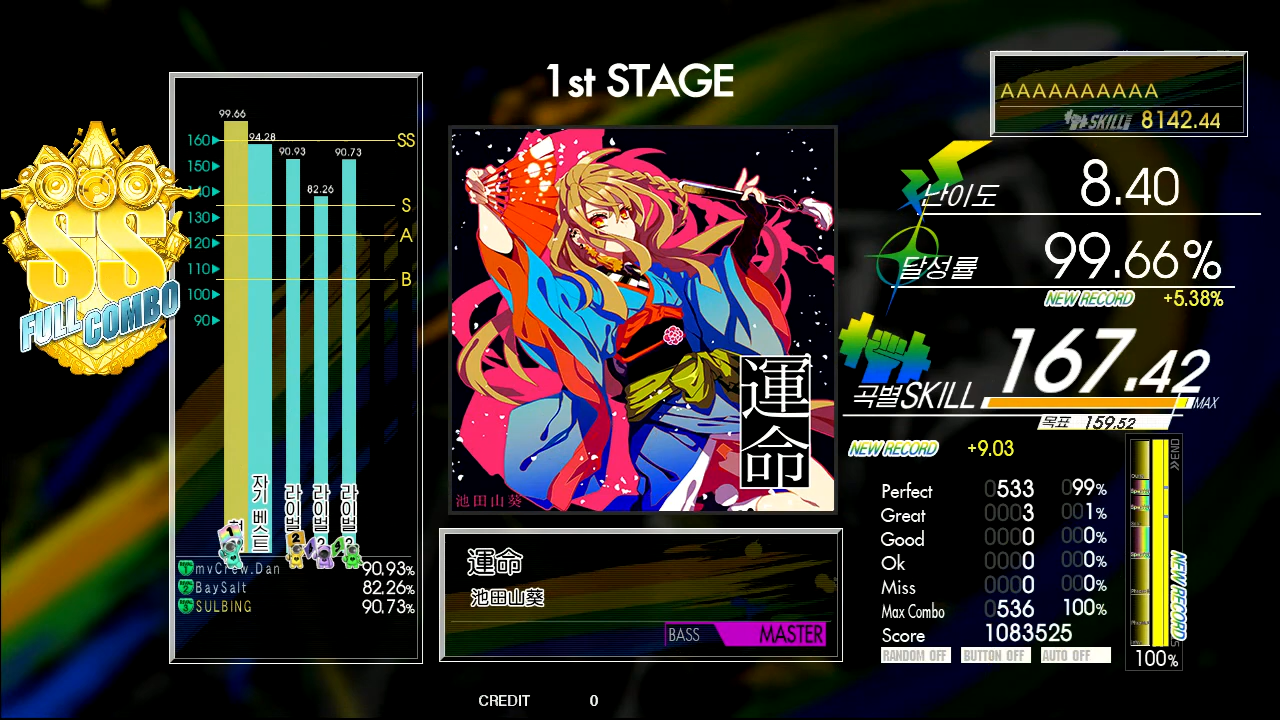 1st STAGE
AAAAAAAAAA
SKILL 8142.44
99.66
94.28
90.93
82.26
90.73
160
150
140
130
120
110
100
90
SS
S
A
B
SS
FULL COMBO
자기 베스트
라이벌
라이벌
라이벌
mvCrew.Dan 90.93%
BaySalt 82.26%
SULBING 90.73%
運命
池田山葵
運命
池田山葵
BASS MASTER
난이도 8.40
달성률 99.66%
NEW RECORD +5.38%
곡별SKILL 167.42
MAX
목표 159.52
NEW RECORD +9.03
Perfect 0533 099%
Great 0003 001%
Good 0000 000%
Ok 0000 000%
Miss 0000 000%
Max Combo 0536 100%
Score 1083525
RANDOM OFF BUTTON OFF AUTO OFF
END
NEW RECORD
100%
CREDIT 0